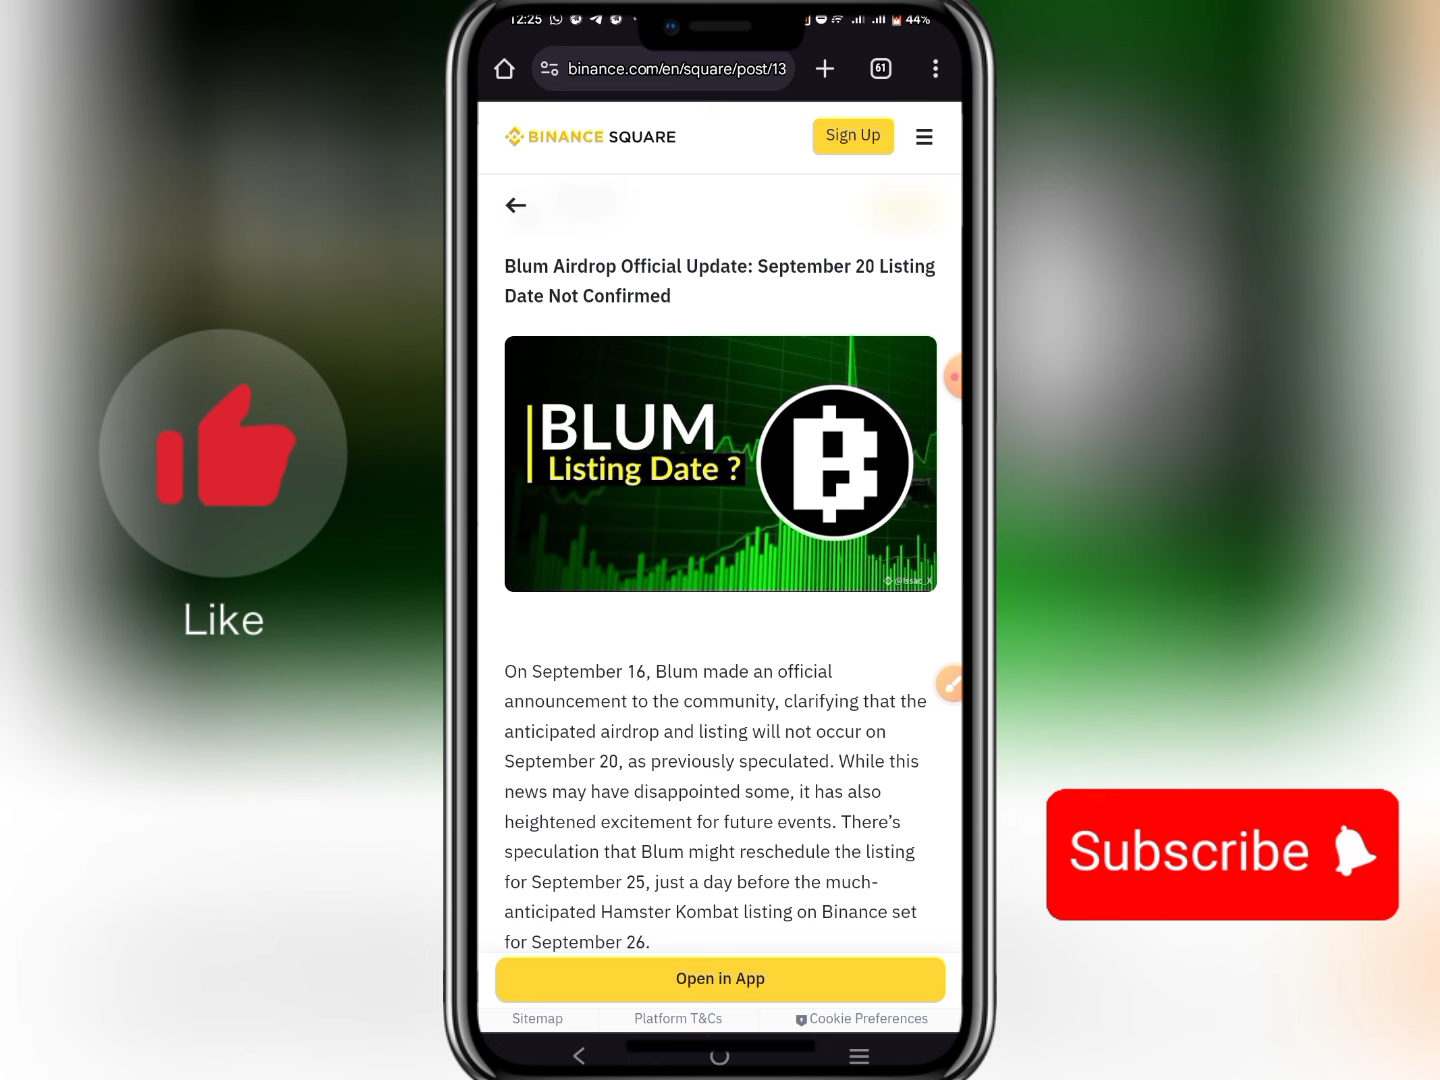 12:25
44%
binance.com/en/square/post/13
61
BINANCE SQUARE
Sign Up
Blum Airdrop Official Update: September 20 Listing
Date Not Confirmed
BLUM
Listing Date ?
@Issac_X
On September 16, Blum made an official
announcement to the community, clarifying that the
anticipated airdrop and listing will not occur on
September 20, as previously speculated. While this
news may have disappointed some, it has also
heightened excitement for future events. There’s
speculation that Blum might reschedule the listing
for September 25, just a day before the much-
anticipated Hamster Kombat listing on Binance set
for September 26.
Open in App
Sitemap
Platform T&Cs
Cookie Preferences
Like
Subscribe